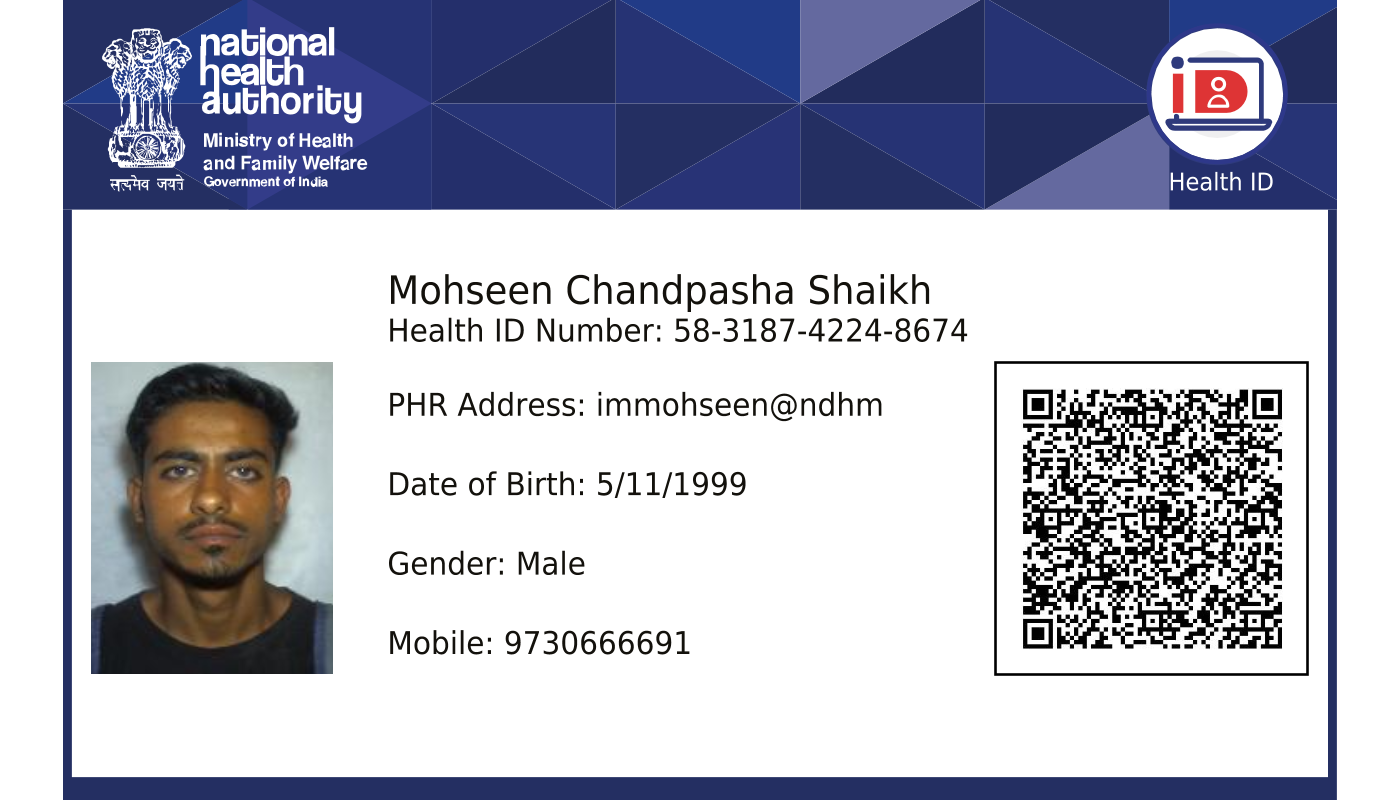 national
health
authority
Ministry of Health
and Family Welfare
Government of India
सत्यमेव जयते
Health ID
Mohseen Chandpasha Shaikh
Health ID Number: 58-3187-4224-8674
PHR Address: immohseen@ndhm
Date of Birth: 5/11/1999
Gender: Male
Mobile: 9730666691